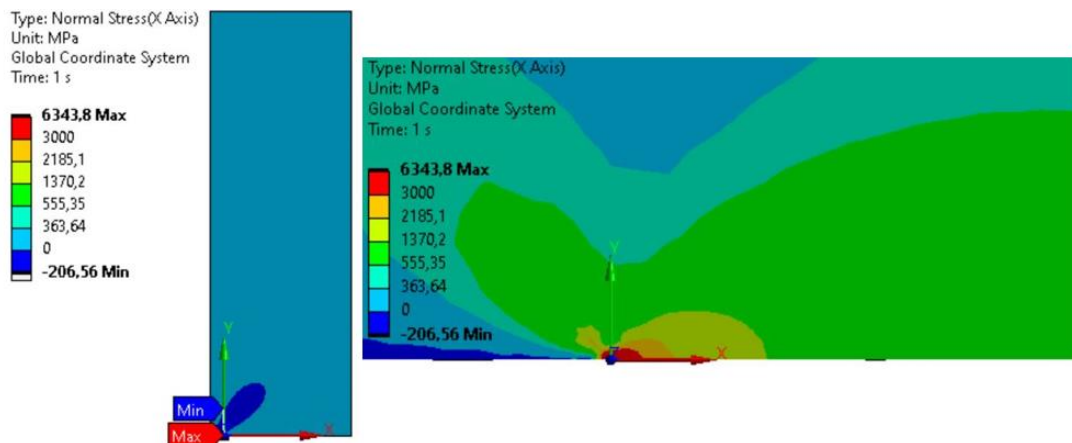 Type: Normal Stress(X Axis)
Unit: MPa
Global Coordinate System
Time: 1 s
6343,8 Max
3000
2185,1
1370,2
555,35
363,64
0
-206,56 Min
Y
Min
Max
X
Type: Normal Stress(X Axis)
Unit: MPa
Global Coordinate System
Time: 1 s
6343,8 Max
3000
2185,1
1370,2
555,35
363,64
0
-206,56 Min
Y
Z
X